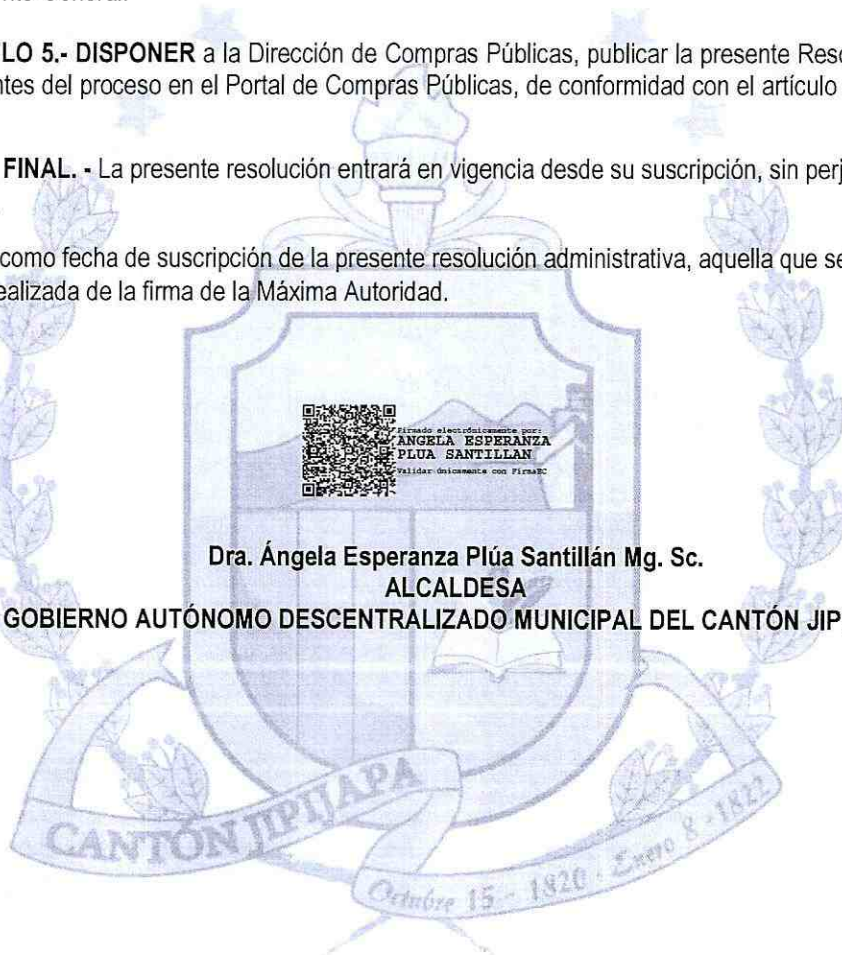 LO 5.- DISPONER a la Dirección de Compras Públicas, publicar la presente Reso
ntes del proceso en el Portal de Compras Públicas, de conformidad con el artículo
FINAL. - La presente resolución entrará en vigencia desde su suscripción, sin perj
como fecha de suscripción de la presente resolución administrativa, aquella que se
ealizada de la firma de la Máxima Autoridad.
Firmado electrónicamente por:
ANGELA ESPERANZA
PLUA SANTILLAN
Validar únicamente con FirmaEC
Dra. Ángela Esperanza Plúa Santillán Mg. Sc.
ALCALDESA
GOBIERNO AUTÓNOMO DESCENTRALIZADO MUNICIPAL DEL CANTÓN JIP
CANTÓN JIPIJAPA
Octubre 15 - 1820 - Enero 8 - 1822